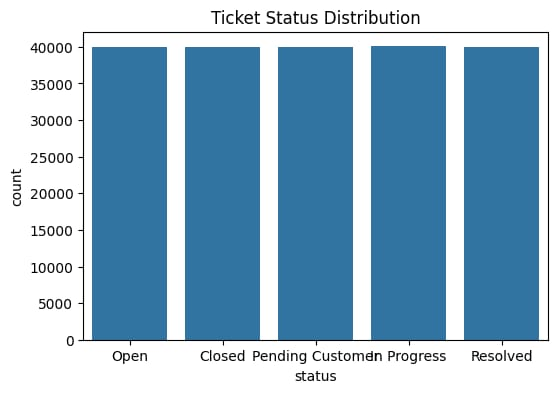 Ticket Status Distribution
count
40000
35000
30000
25000
20000
15000
10000
5000
0
Open Closed Pending Customer In Progress Resolved
status